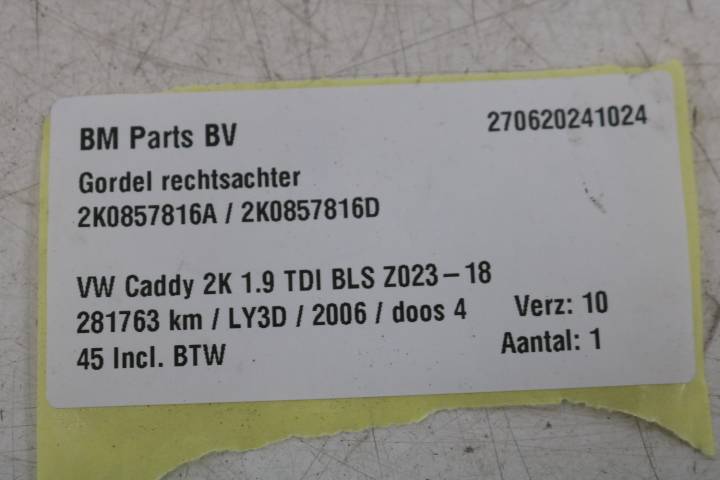 BM Parts BV
270620241024
Gordel rechtsachter
2K0857816A / 2K0857816D
VW Caddy 2K 1.9 TDI BLS Z023-18
281763 km / LY3D / 2006 / doos 4
Verz: 10
45 Incl. BTW
Aantal: 1